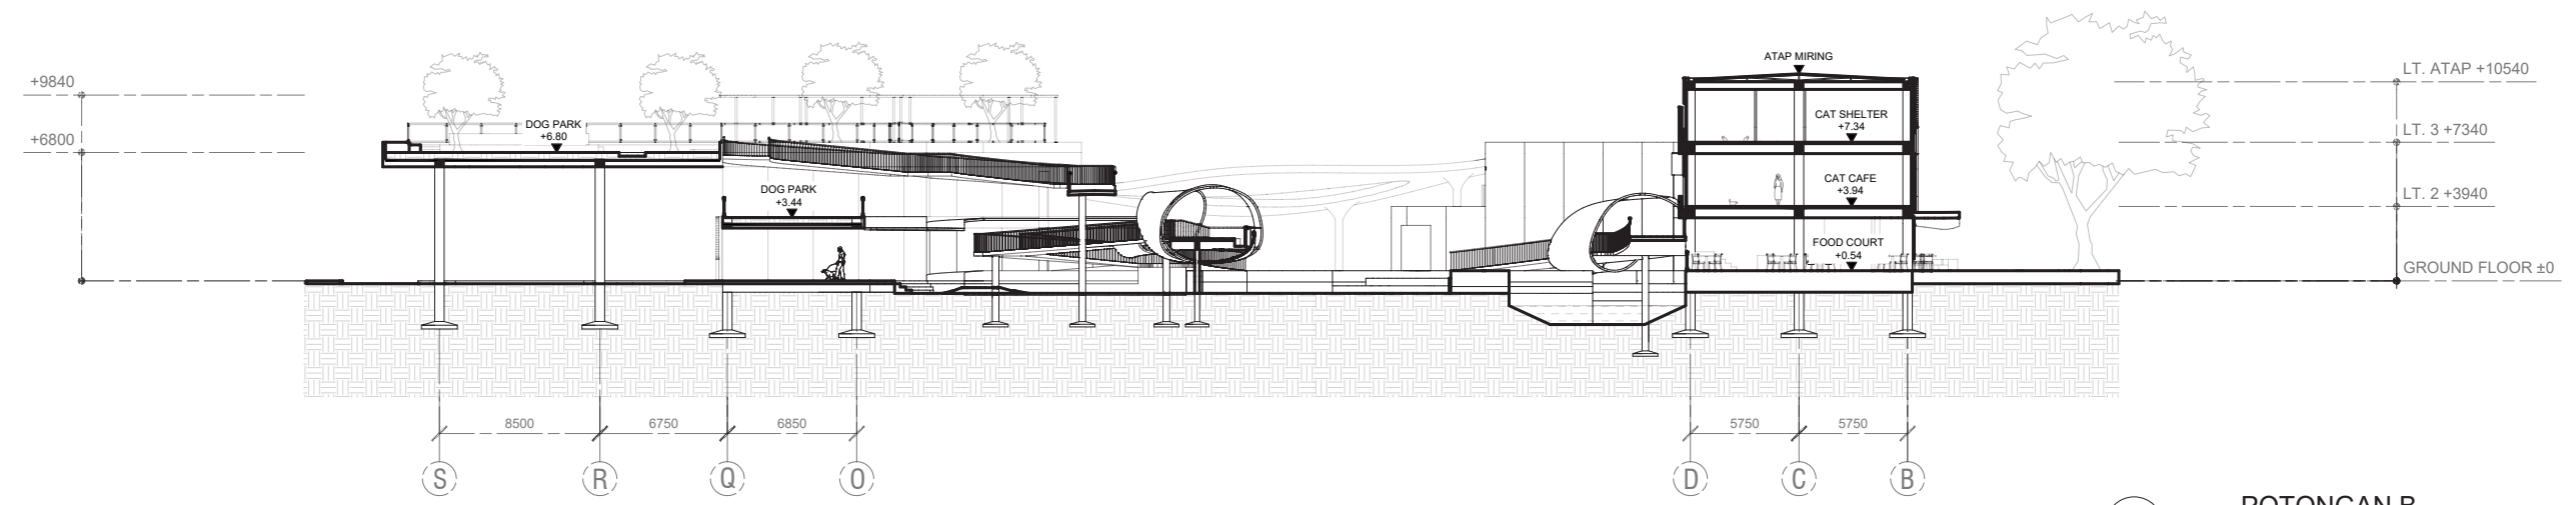 +9840
+6800
DOG PARK
+6.80
DOG PARK
+3.44
ATAP MIRING
CAT SHELTER
+7.34
CAT CAFE
+3.94
FOOD COURT
+0.54
LT. ATAP +10540
LT. 3 +7340
LT. 2 +3940
GROUND FLOOR ±0
8500 6750 6850 5750 5750
S R Q O D C B
POTONGAN B